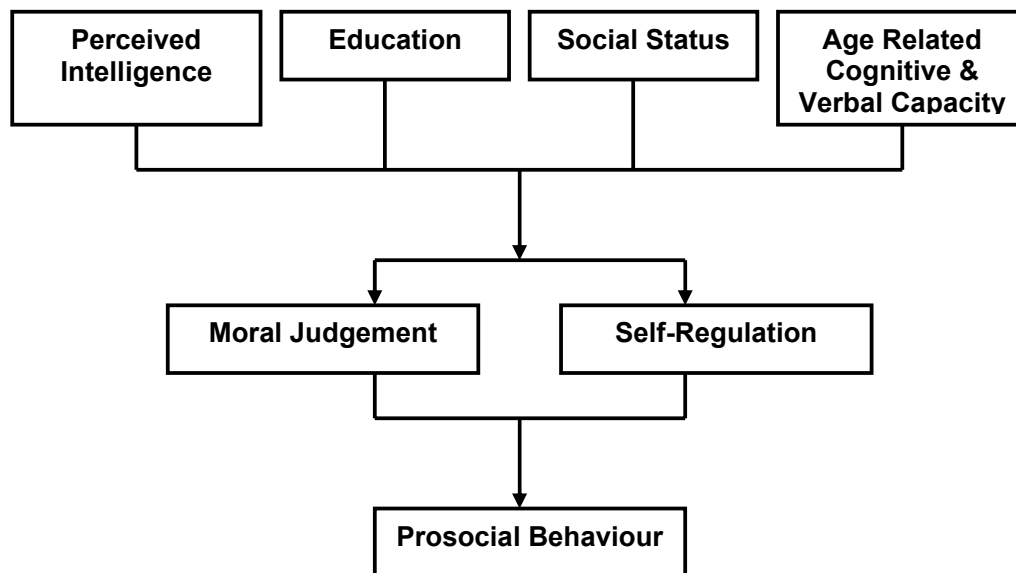 Perceived
Intelligence
Education
Social Status
Age Related
Cognitive &
Verbal Capacity
Moral Judgement
Self-Regulation
Prosocial Behaviour